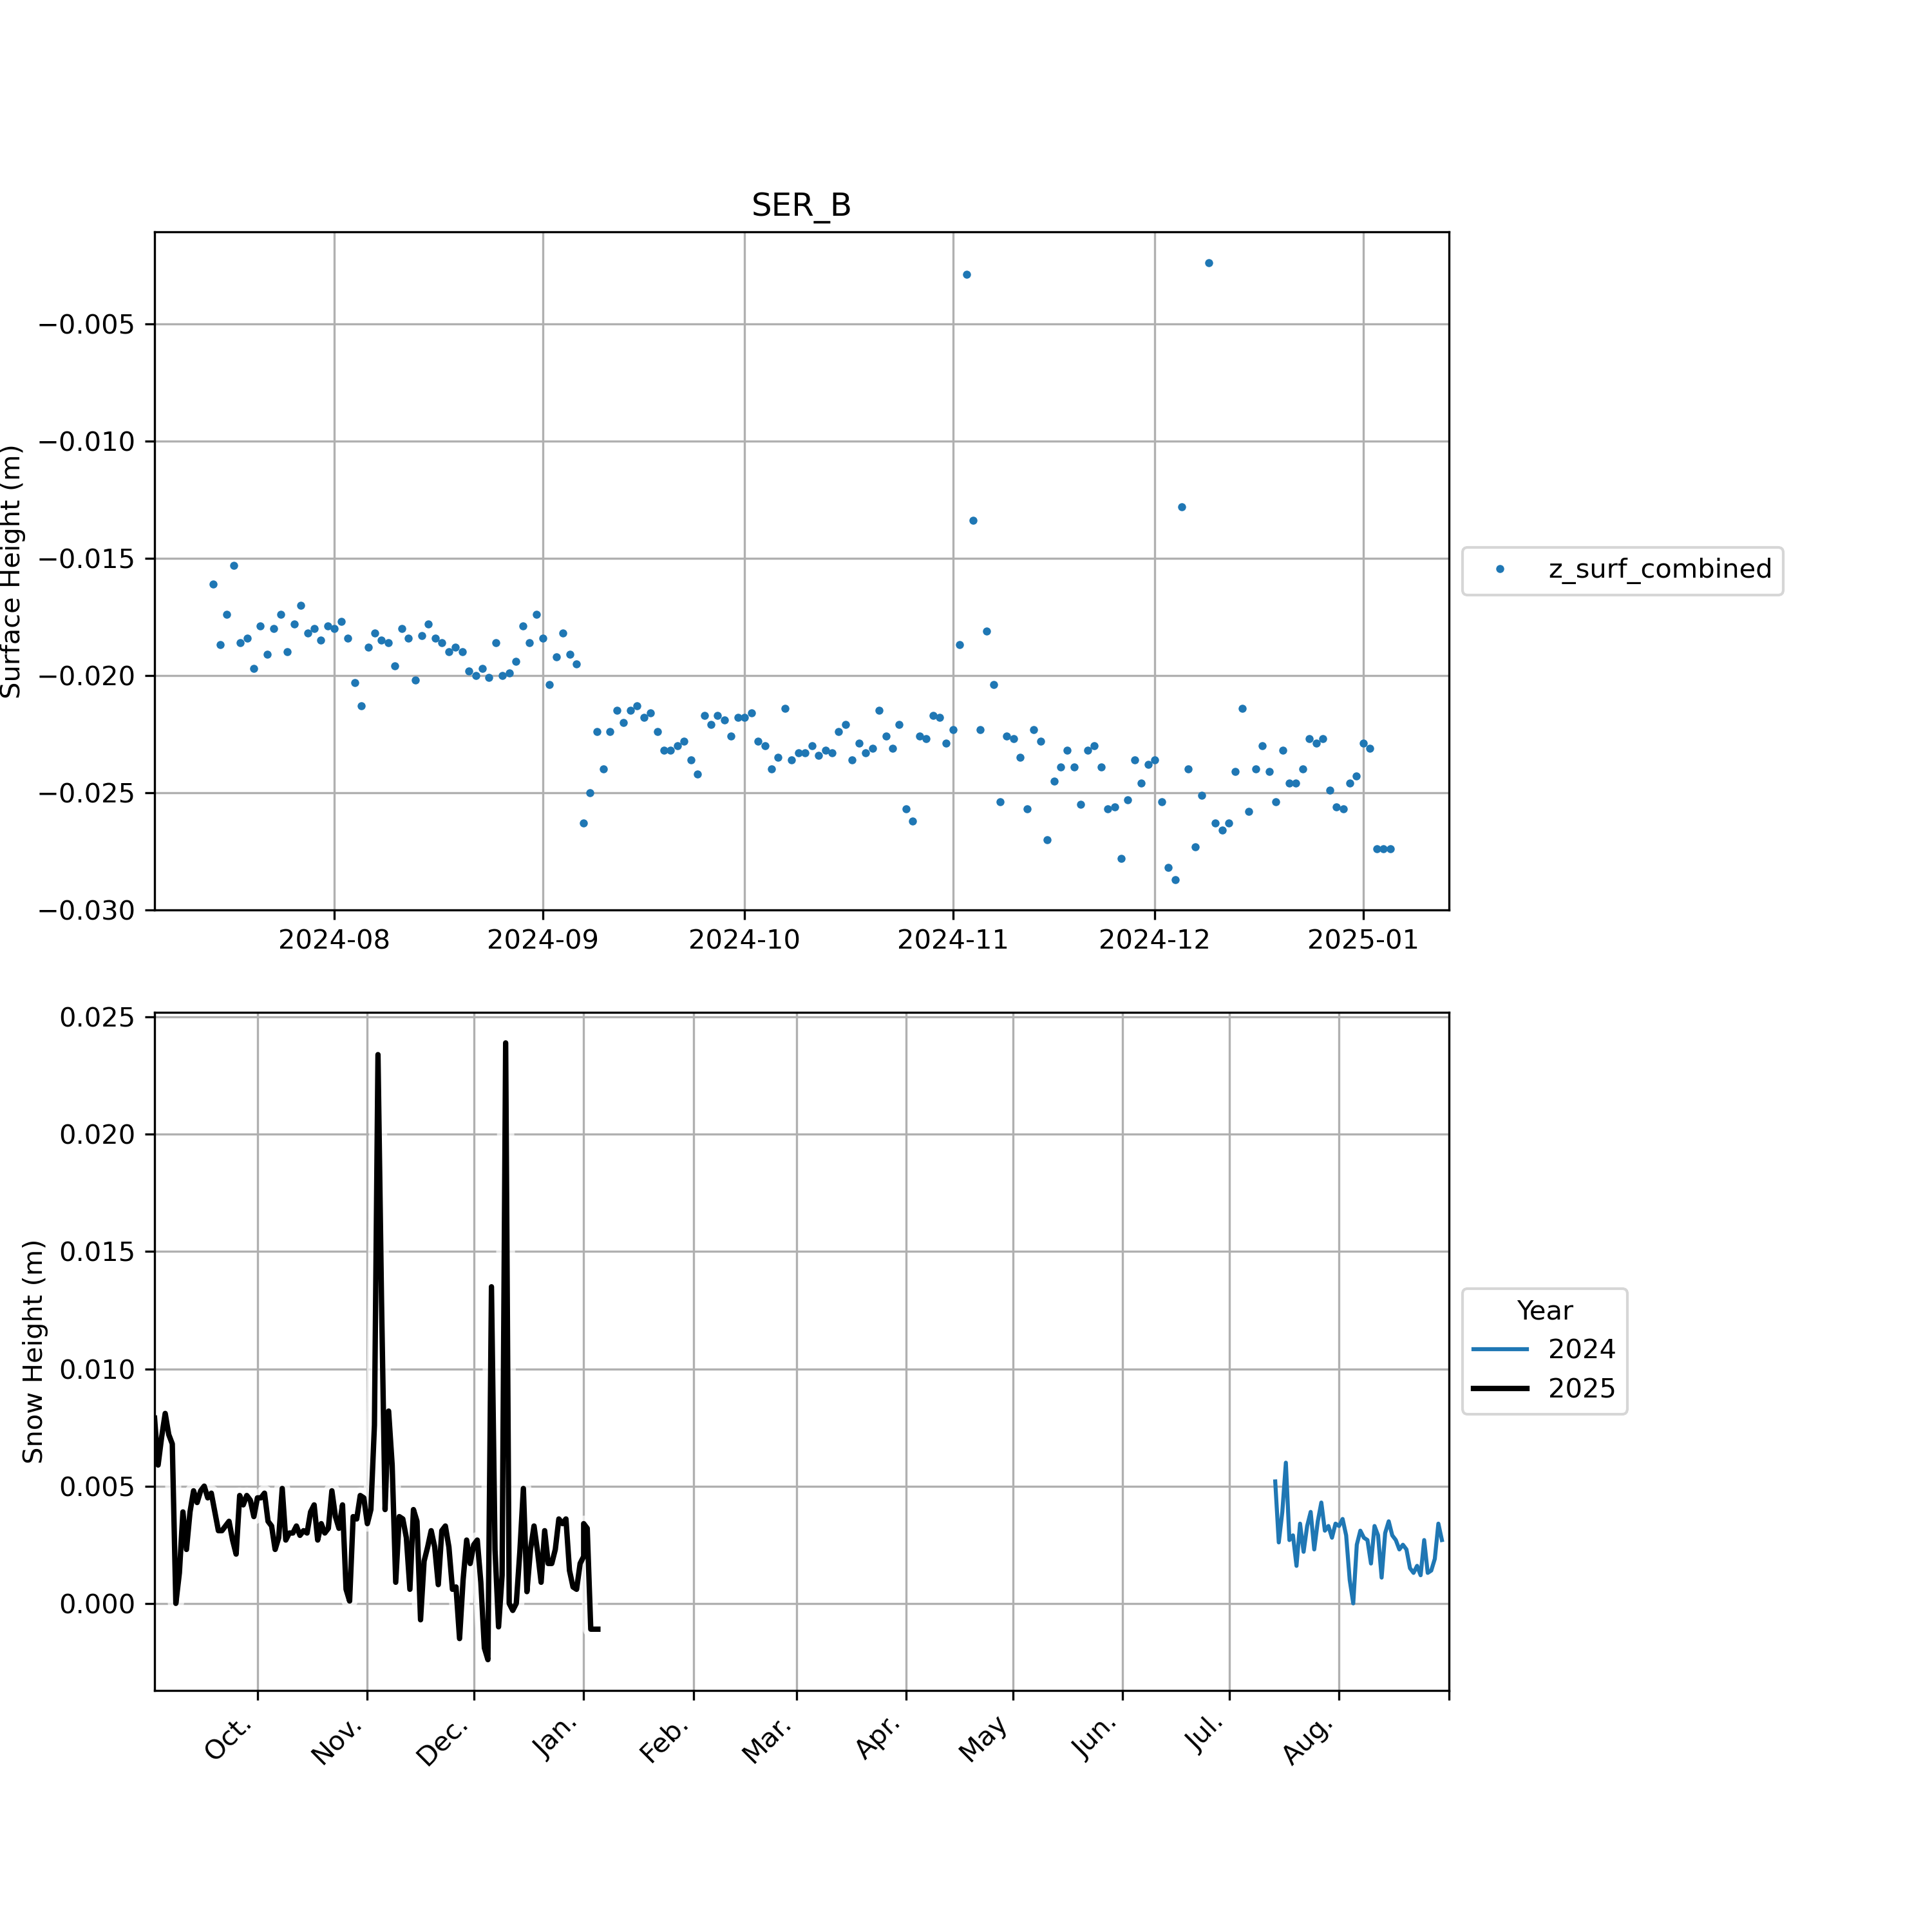 SER_B
Surface Height (m)
−0.005
−0.010
−0.015
−0.020
−0.025
−0.030
2024-08 2024-09 2024-10 2024-11 2024-12 2025-01
z_surf_combined
Snow Height (m)
0.025
0.020
0.015
0.010
0.005
0.000
Oct. Nov. Dec. Jan. Feb. Mar. Apr. May Jun. Jul. Aug.
Year
2024
2025